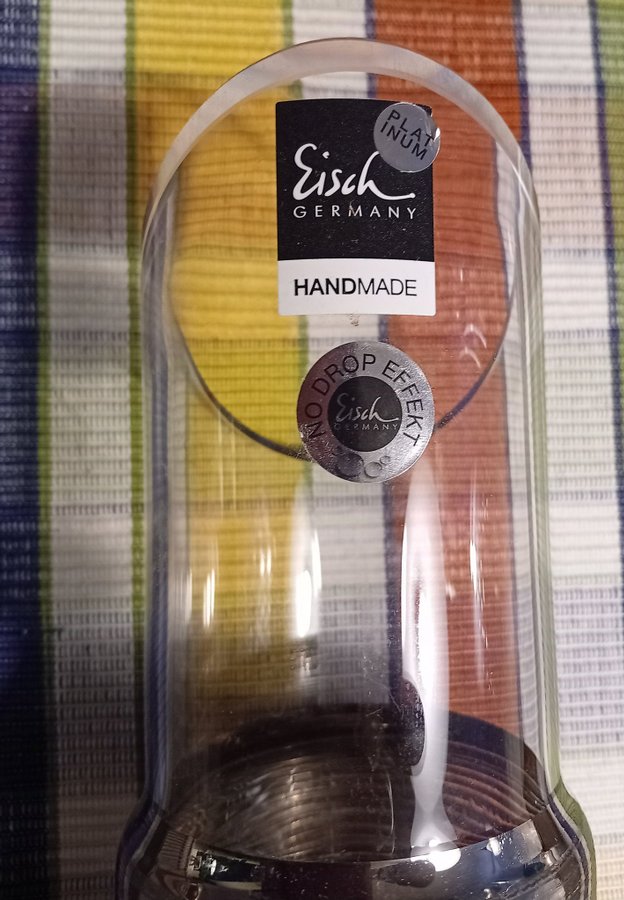 PLAT
INUM
Eisch
GERMANY
HANDMADE
NO DROP EFFEKT
Eisch
GERMANY